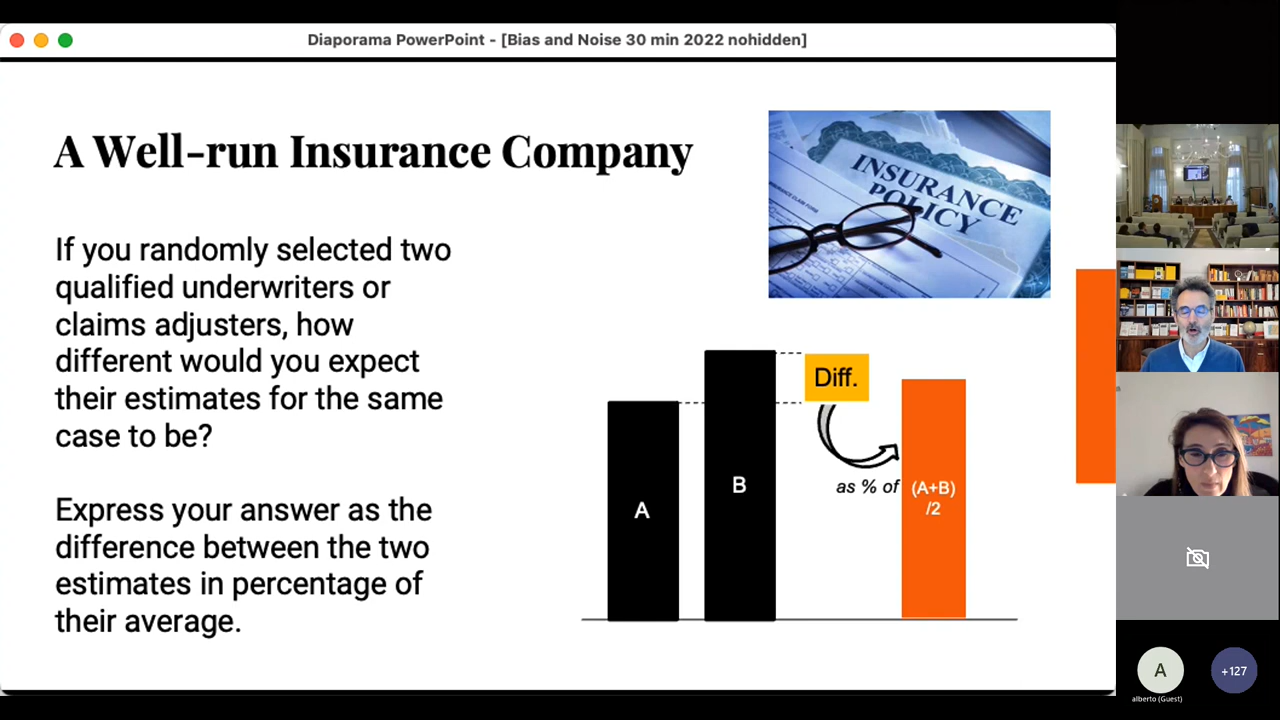 Diaporama PowerPoint - [Bias and Noise 30 min 2022 nohidden]
A Well-run Insurance Company
INSURANCE
POLICY
INSURANCE CLAIM FORM
If you randomly selected two
qualified underwriters or
claims adjusters, how
different would you expect
their estimates for the same
case to be?
Express your answer as the
difference between the two
estimates in percentage of
their average.
A
B
Diff.
as % of
(A+B)
/2
A
+127
alberto (Guest)